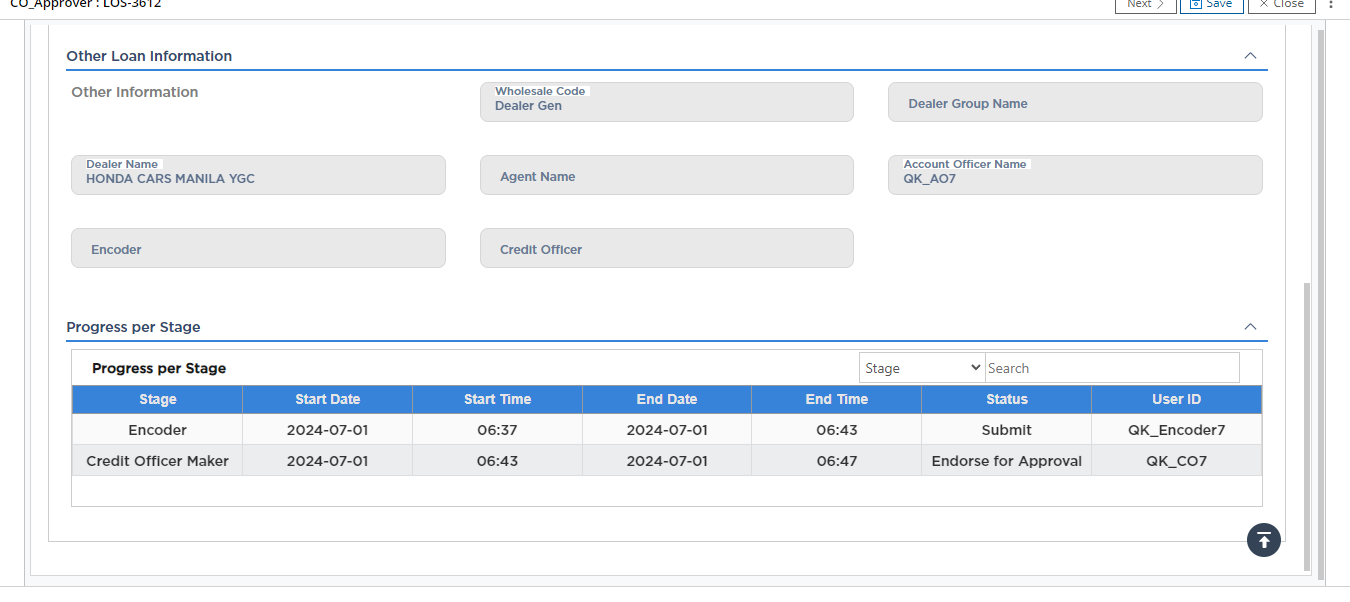 CO_Approver : LOS-3612
Next
Save
Close
Other Loan Information
Other Information
Wholesale Code
Dealer Gen
Dealer Group Name
Dealer Name
HONDA CARS MANILA YGC
Agent Name
Account Officer Name
QK_AO7
Encoder
Credit Officer
Progress per Stage
Progress per Stage
Stage
Search
Stage Start Date Start Time End Date End Time Status User ID
Encoder 2024-07-01 06:37 2024-07-01 06:43 Submit QK_Encoder7
Credit Officer Maker 2024-07-01 06:43 2024-07-01 06:47 Endorse for Approval QK_CO7